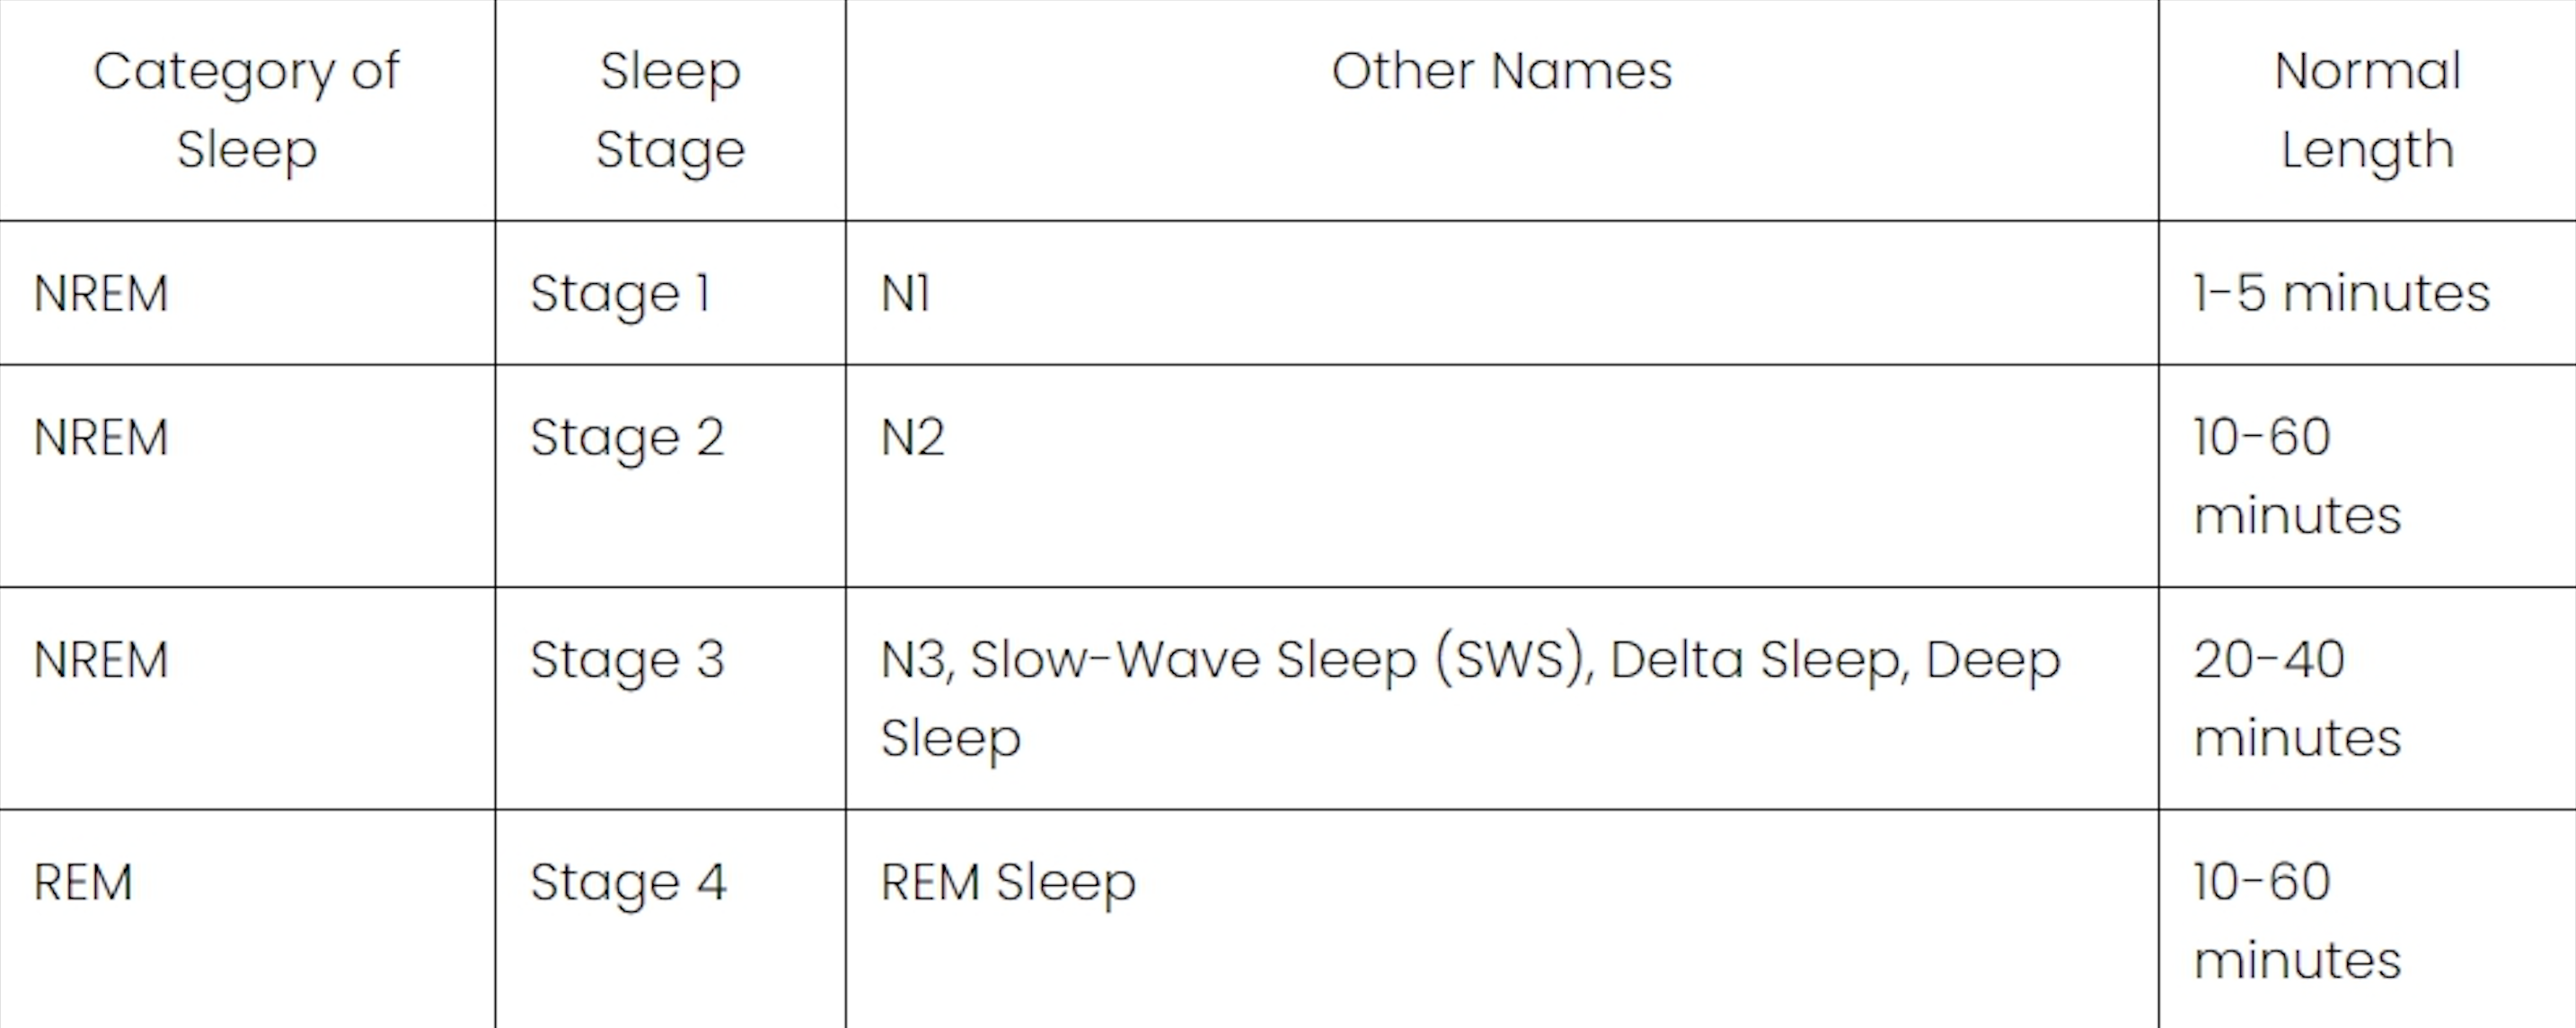 Category of
Sleep
Sleep
Stage
Other Names
Normal
Length
NREM
Stage 1
N1
1-5 minutes
NREM
Stage 2
N2
10-60
minutes
NREM
Stage 3
N3, Slow-Wave Sleep (SWS), Delta Sleep, Deep
Sleep
20-40
minutes
REM
Stage 4
REM Sleep
10-60
minutes